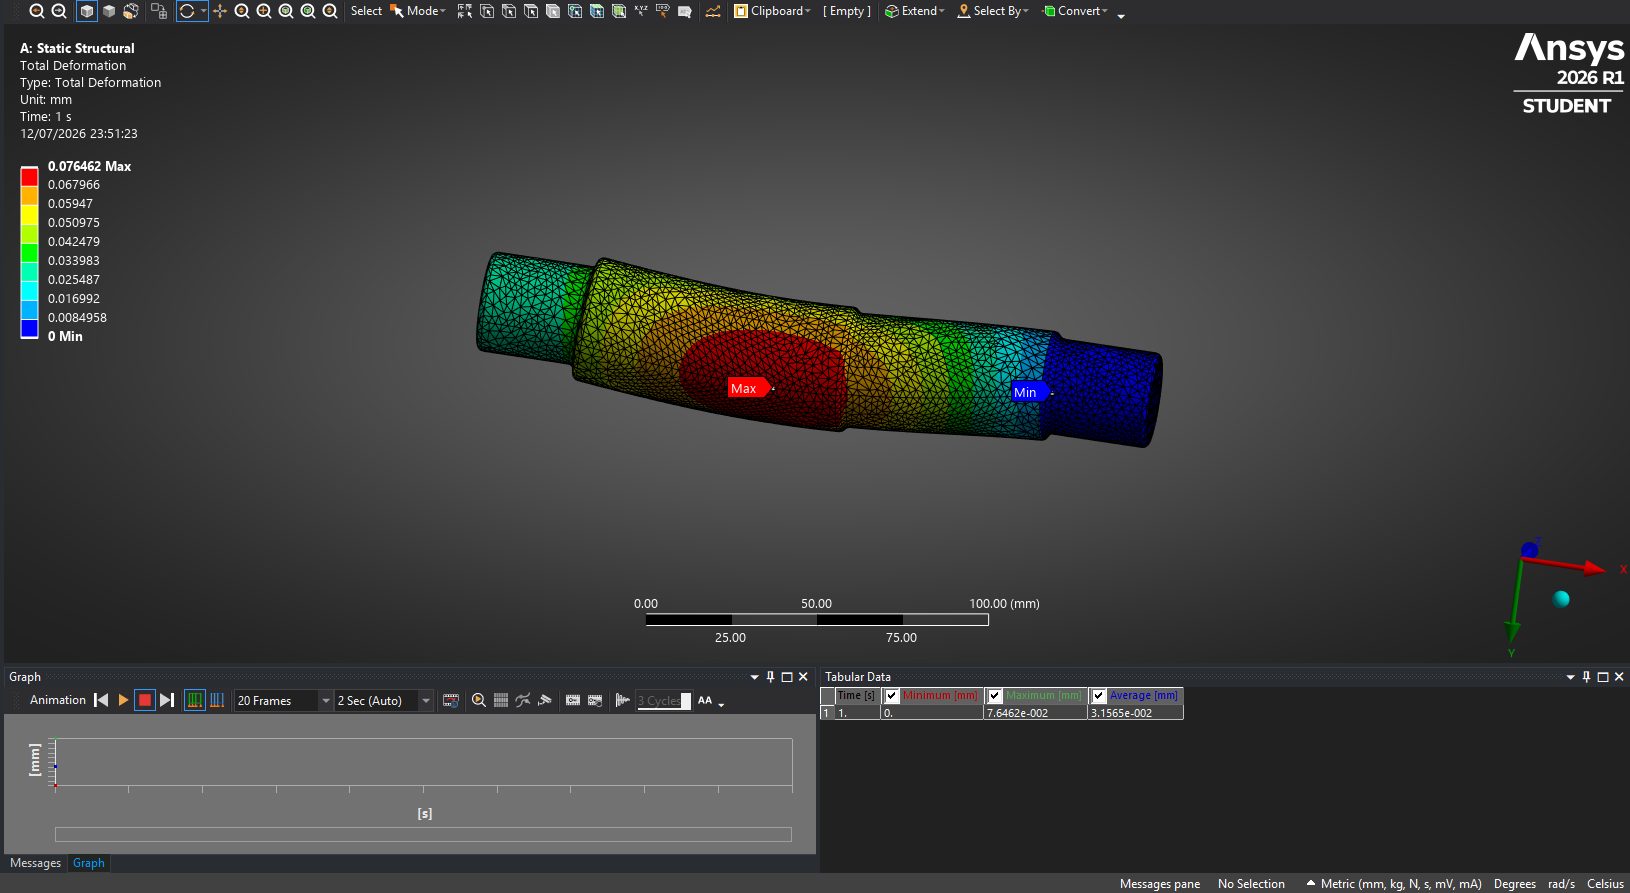 Select Mode Clipboard [ Empty ] Extend Select By Convert
A: Static Structural
Total Deformation
Type: Total Deformation
Unit: mm
Time: 1 s
12/07/2026 23:51:23
Ansys
2026 R1
STUDENT
0.076462 Max
0.067966
0.05947
0.050975
0.042479
0.033983
0.025487
0.016992
0.0084958
0 Min
Max
Min
0.00 50.00 100.00 (mm)
25.00 75.00
X
Y
Z
Graph
Animation 20 Frames 2 Sec (Auto) 3 Cycles AA
[mm]
[s]
Messages Graph
Tabular Data
Time [s] Minimum [mm] Maximum [mm] Average [mm]
1 1. 0. 7.6462e-002 3.1565e-002
Messages pane No Selection Metric (mm, kg, N, s, mV, mA) Degrees rad/s Celsius